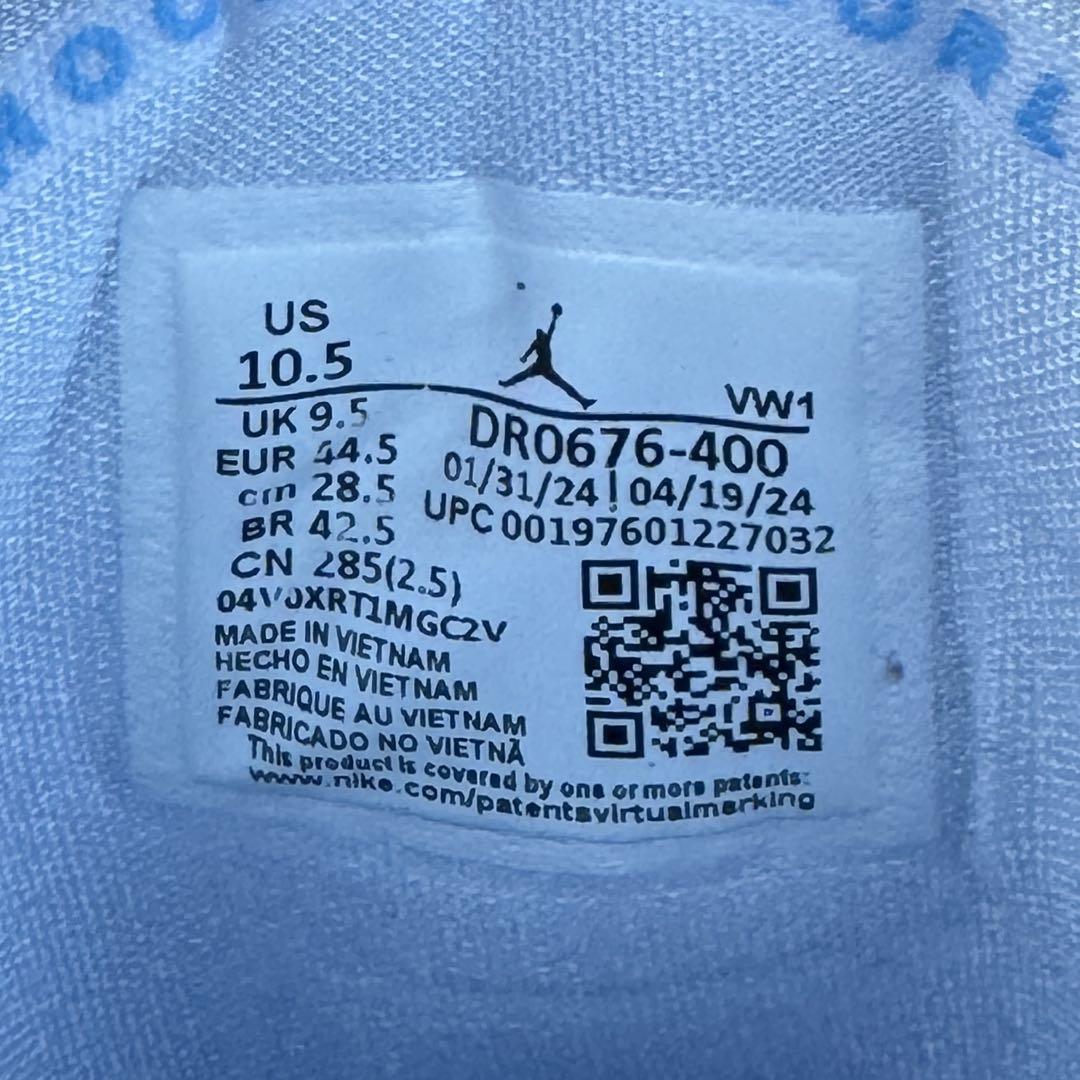 US
10.5
VW1
UK 9.5
EUR 44.5
cm 28.5
BR 42.5
CN 285(2.5)
DR0676-400
01/31/24 | 04/19/24
UPC 00197601227032
MADE IN VIETNAM
HECHO EN VIETNAM
FABRIQUE AU VIETNAM
FABRICADO NO VIETNÃ
This product is covered by one or more patents:
www.nike.com/patentsvirtualmarking